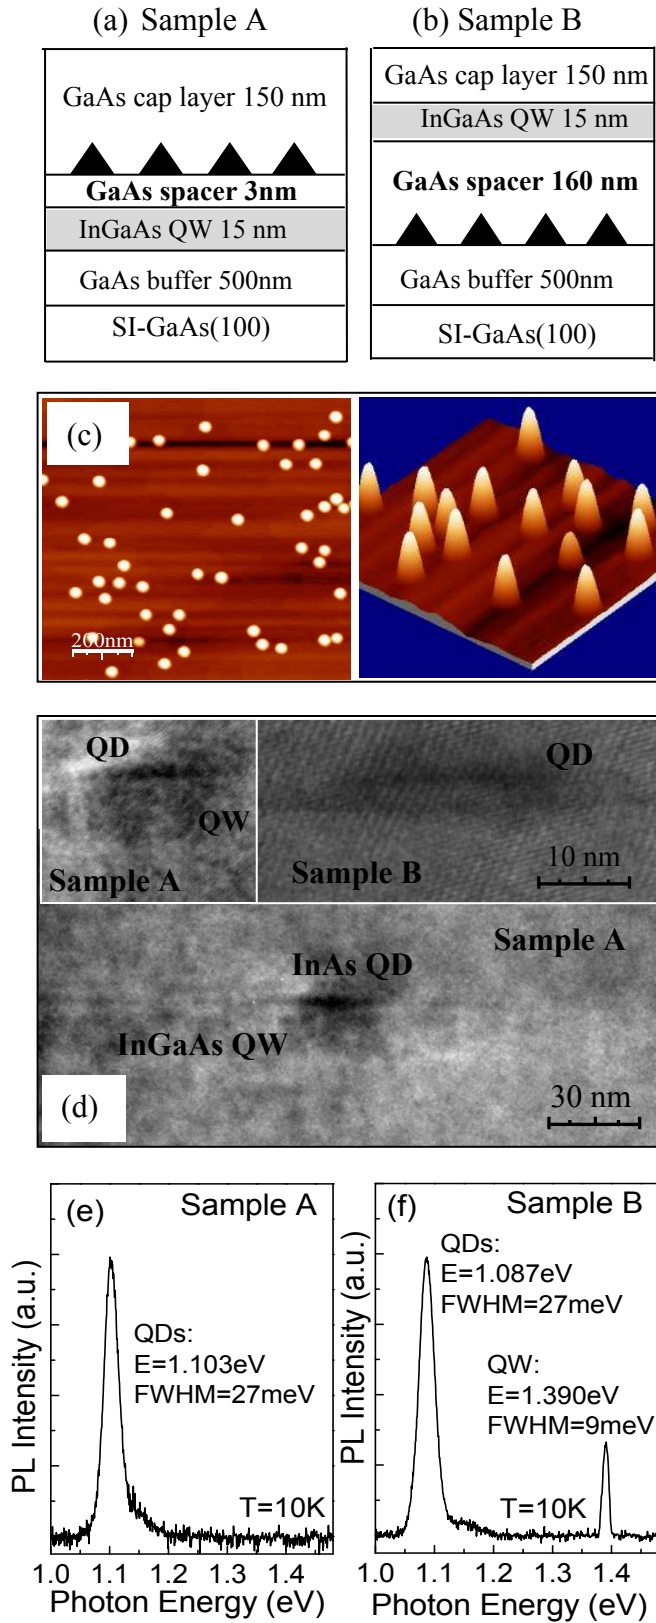 (a) Sample A
GaAs cap layer 150 nm
GaAs spacer 3nm
InGaAs QW 15 nm
GaAs buffer 500nm
SI-GaAs(100)
(b) Sample B
GaAs cap layer 150 nm
InGaAs QW 15 nm
GaAs spacer 160 nm
GaAs buffer 500nm
SI-GaAs(100)
(c)
200nm
QD
QW
Sample A
QD
10 nm
Sample B
Sample A
InAs QD
InGaAs QW
30 nm
(d)
(e) Sample A
QDs:
E=1.103eV
FWHM=27meV
T=10K
PL Intensity (a.u.)
1.0 1.1 1.2 1.3 1.4
Photon Energy (eV)
(f) Sample B
QDs:
E=1.087eV
FWHM=27meV
QW:
E=1.390eV
FWHM=9meV
T=10K
PL Intensity (a.u.)
1.0 1.1 1.2 1.3 1.4
Photon Energy (eV)